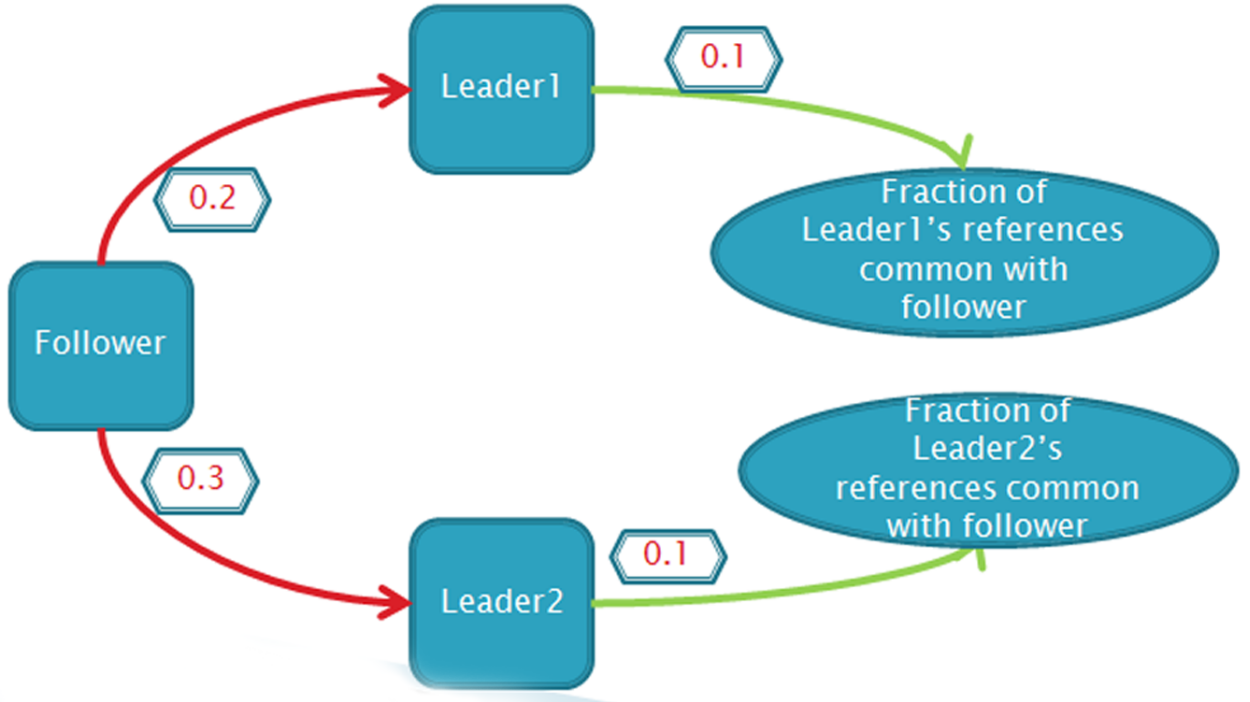 Leader1
0.1
0.2
Fraction of
Leader1's references
common with
follower
Follower
0.3
Fraction of
Leader2's
references common
with follower
Leader2
0.1